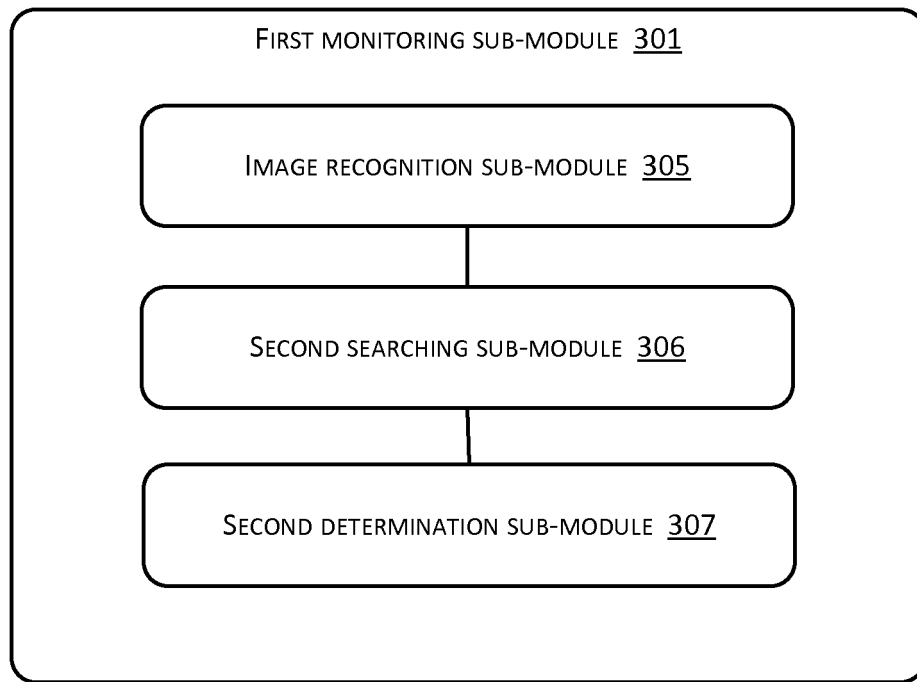 FIRST MONITORING SUB-MODULE 301
IMAGE RECOGNITION SUB-MODULE 305
SECOND SEARCHING SUB-MODULE 306
SECOND DETERMINATION SUB-MODULE 307